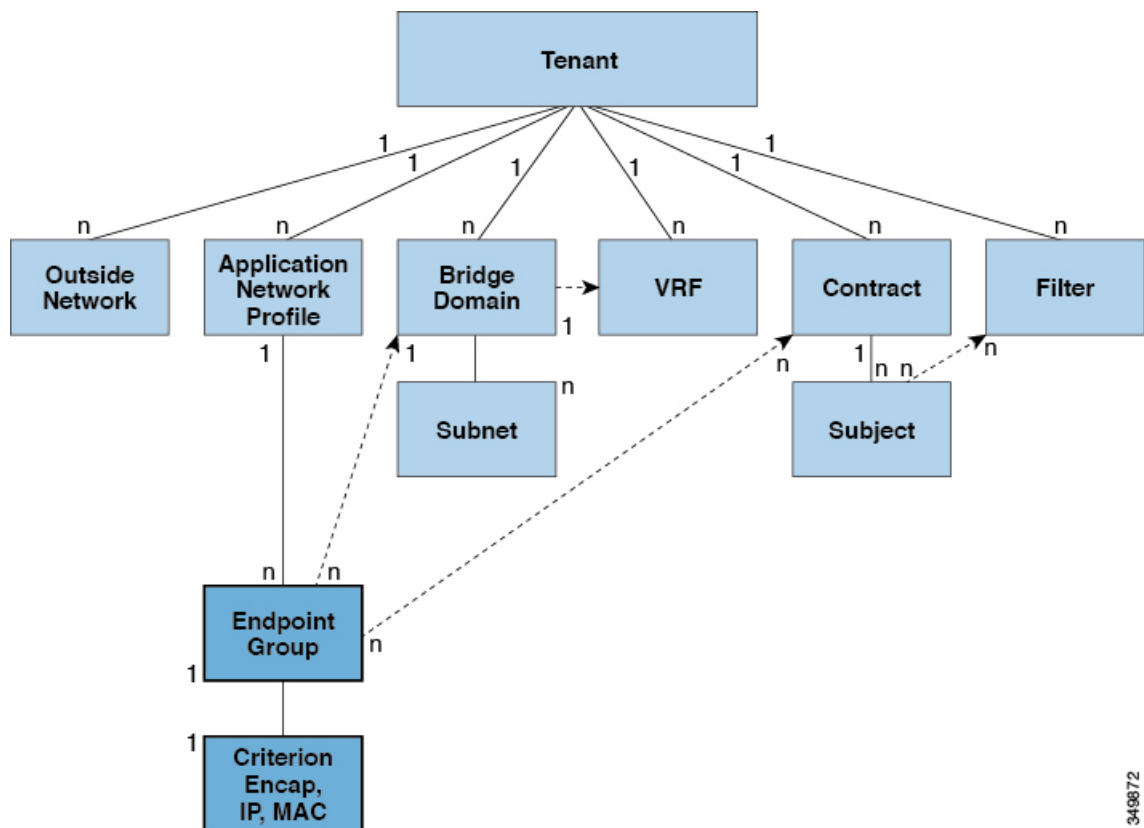 Tenant
1
1
1
1
1
1
n
n
n
n
n
n
Outside
Network
Application
Network
Profile
Bridge
Domain
VRF
Contract
Filter
1
1
1
n
1
n
n
n
n
Subnet
Subject
n
n
Endpoint
Group
n
1
1
Criterion
Encap,
IP, MAC
349872